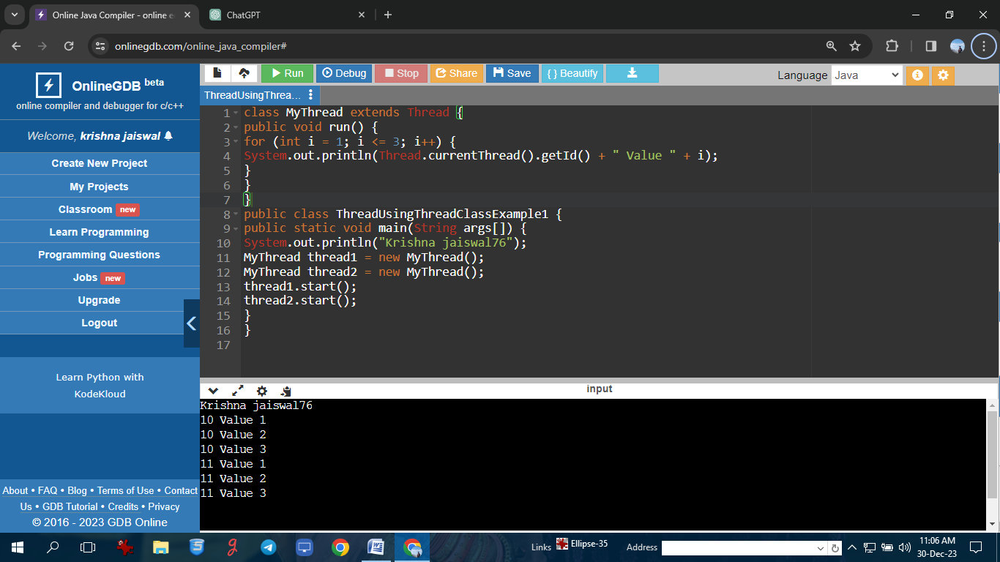 Online Java Compiler - online e
ChatGPT
onlinegdb.com/online_java_compiler#
OnlineGDB beta
online compiler and debugger for c/c++
Welcome, krishna jaiswal
Create New Project
My Projects
Classroom new
Learn Programming
Programming Questions
Jobs new
Upgrade
Logout
Learn Python with
KodeKloud
About • FAQ • Blog • Terms of Use • Contact
Us • GDB Tutorial • Credits • Privacy
© 2016 - 2023 GDB Online
Run Debug Stop Share Save { } Beautify
Language Java
ThreadUsingThrea...
1 class MyThread extends Thread {
2 public void run() {
3 for (int i = 1; i <= 3; i++) {
4 System.out.println(Thread.currentThread().getId() + " Value " + i);
5 }
6 }
7 }
8 public class ThreadUsingThreadClassExample1 {
9 public static void main(String args[]) {
10 System.out.println("Krishna jaiswal76");
11 MyThread thread1 = new MyThread();
12 MyThread thread2 = new MyThread();
13 thread1.start();
14 thread2.start();
15 }
16 }
17
input
Krishna jaiswal76
10 Value 1
10 Value 2
10 Value 3
11 Value 1
11 Value 2
11 Value 3
Links Ellipse-35 Address
11:06 AM
30-Dec-23